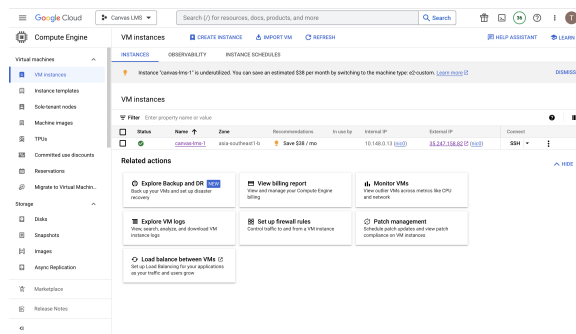 Google Cloud
Canvas LMS
Search (/) for resources, docs, products, and more
Search
36
T
Compute Engine
VM instances
CREATE INSTANCE
IMPORT VM
REFRESH
HELP ASSISTANT
LEARN
INSTANCES
OBSERVABILITY
INSTANCE SCHEDULES
Virtual machines
VM instances
Instance templates
Sole-tenant nodes
Machine images
TPUs
Committed use discounts
Reservations
Migrate to Virtual Machin...
Storage
Disks
Snapshots
Images
Async Replication
Marketplace
Release Notes
Instance "canvas-lms-1" is underutilized. You can save an estimated $38 per month by switching to the machine type: e2-custom. Learn more
DISMISS
VM instances
Filter Enter property name or value
Status Name Zone Recommendations In use by Internal IP External IP Connect
canvas-lms-1 asia-southeast1-b Save $38 / mo 10.148.0.13 (nic0) 35.247.158.82 (nic0) SSH
Related actions
HIDE
Explore Backup and DR NEW
Back up your VMs and set up disaster
recovery
View billing report
View and manage your Compute Engine
billing
Monitor VMs
View outlier VMs across metrics like CPU
and network
Explore VM logs
View, search, analyze, and download VM
instance logs
Set up firewall rules
Control traffic to and from a VM instance
Patch management
Schedule patch updates and view patch
compliance on VM instances
Load balance between VMs
Set up Load Balancing for your applications
as your traffic and users grow